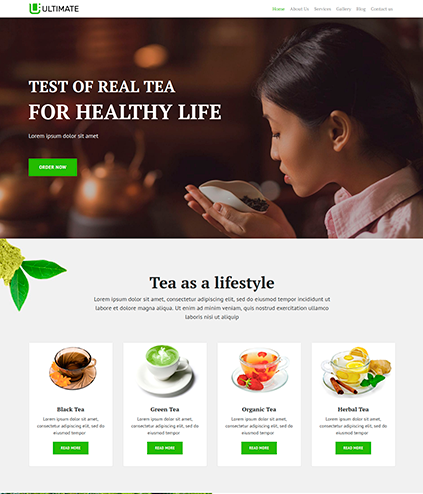 ULTIMATE
Home About Us Services Gallery Blog Contact us
TEST OF REAL TEA
FOR HEALTHY LIFE
Lorem ipsum dolor sit amet
ORDER NOW
Tea as a lifestyle
Lorem ipsum dolor sit amet, consectetur adipiscing elit, sed do eiusmod tempor incididunt ut
labore et dolore magna aliqua. Ut enim ad minim veniam, quis nostrud exercitation ullamco
laboris nisi ut aliquip
Black Tea
Lorem ipsum dolor sit amet,
consectetur adipiscing elit, sed do
eiusmod tempor
READ MORE
Green Tea
Lorem ipsum dolor sit amet,
consectetur adipiscing elit, sed do
eiusmod tempor
READ MORE
Organic Tea
Lorem ipsum dolor sit amet,
consectetur adipiscing elit, sed do
eiusmod tempor
READ MORE
Herbal Tea
Lorem ipsum dolor sit amet,
consectetur adipiscing elit, sed do
eiusmod tempor
READ MORE